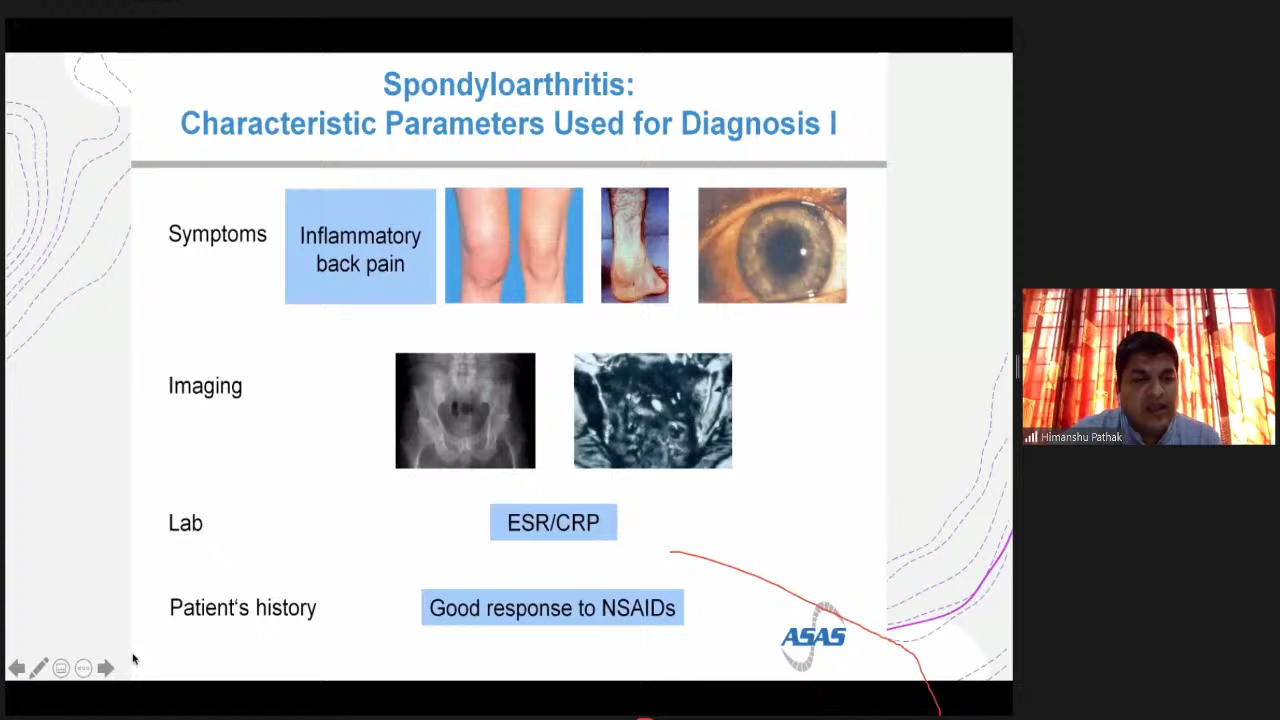 Spondyloarthritis:
Characteristic Parameters Used for Diagnosis I
Symptoms
Inflammatory
back pain
Imaging
Lab
ESR/CRP
Patient‘s history
Good response to NSAIDs
ASAS
Himanshu Pathak